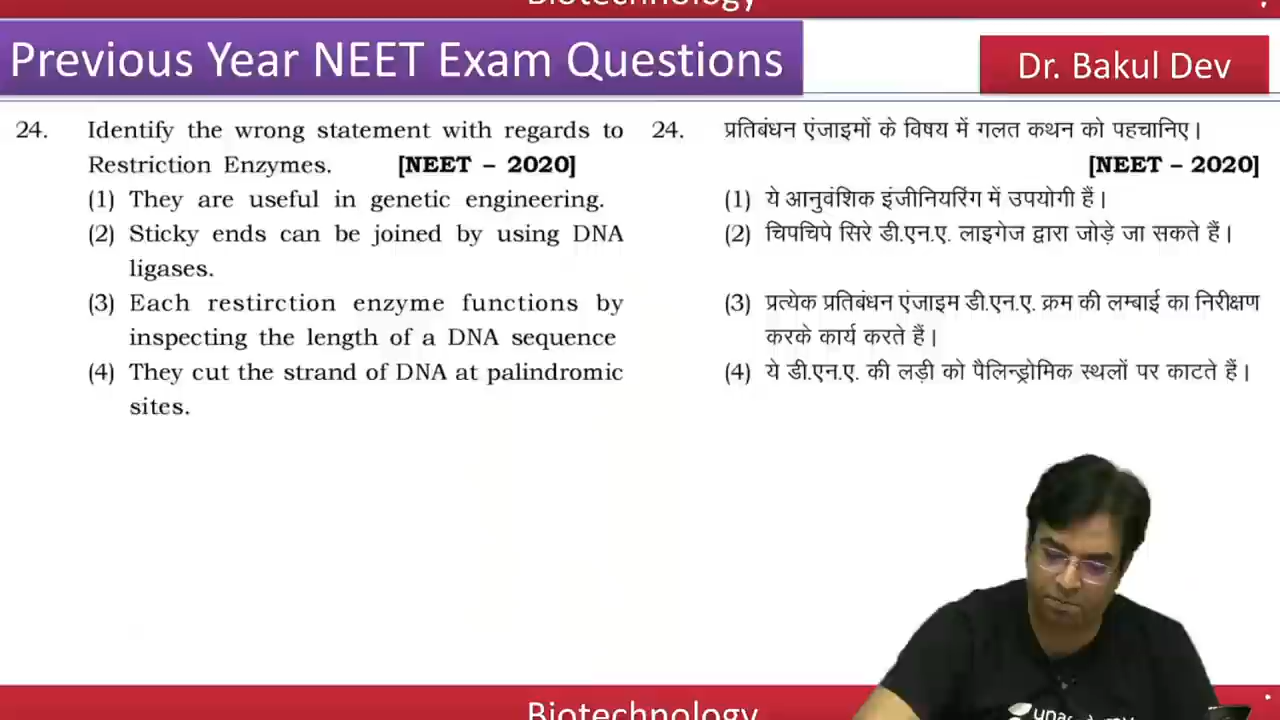 Biotechnology
Previous Year NEET Exam Questions
Dr. Bakul Dev
24. Identify the wrong statement with regards to
Restriction Enzymes. [NEET – 2020]
(1) They are useful in genetic engineering.
(2) Sticky ends can be joined by using DNA
ligases.
(3) Each restirction enzyme functions by
inspecting the length of a DNA sequence
(4) They cut the strand of DNA at palindromic
sites.
24. प्रतिबंधन एंजाइमों के विषय में गलत कथन को पहचानिए।
[NEET – 2020]
(1) ये आनुवंशिक इंजीनियरिंग में उपयोगी हैं।
(2) चिपचिपे सिरे डी.एन.ए. लाइगेज द्वारा जोड़े जा सकते हैं।
(3) प्रत्येक प्रतिबंधन एंजाइम डी.एन.ए. क्रम की लम्बाई का निरीक्षण
करके कार्य करते हैं।
(4) ये डी.एन.ए. की लड़ी को पैलिन्ड्रोमिक स्थलों पर काटते हैं।
Biotechnology